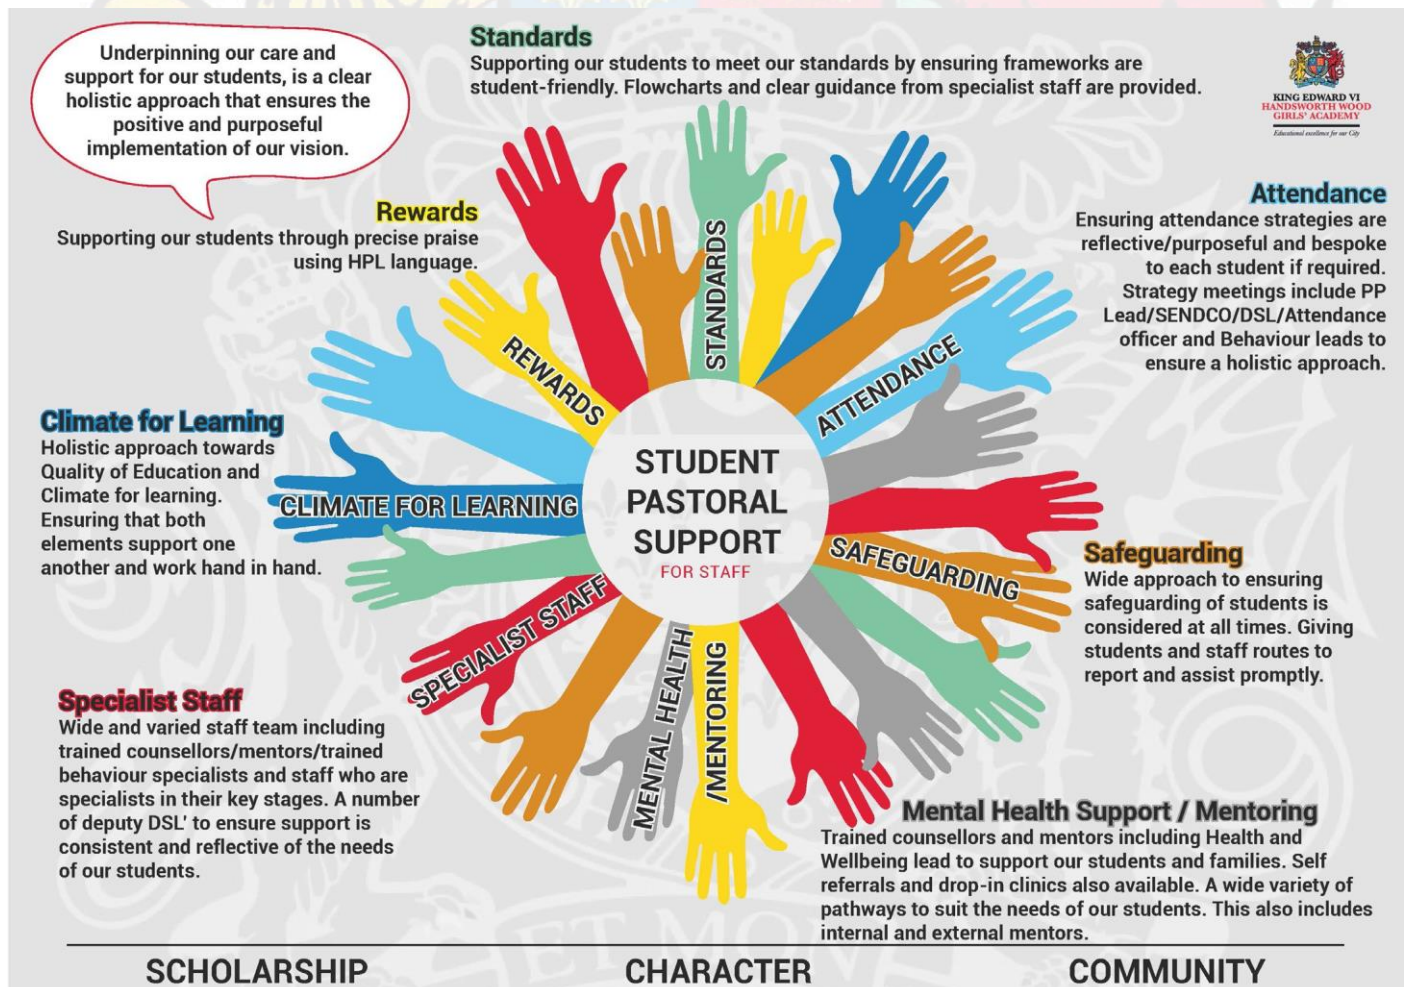 Underpinning our care and
support for our students, is a clear
holistic approach that ensures the
positive and purposeful
implementation of our vision.
Standards
Supporting our students to meet our standards by ensuring frameworks are
student-friendly. Flowcharts and clear guidance from specialist staff are provided.
KING EDWARD VI
HANDSWORTH WOOD
GIRLS' ACADEMY
Educational excellence for our City
Rewards
Supporting our students through precise praise
using HPL language.
Attendance
Ensuring attendance strategies are
reflective/purposeful and bespoke
to each student if required.
Strategy meetings include PP
Lead/SENDCO/DSL/Attendance
officer and Behaviour leads to
ensure a holistic approach.
STANDARDS
REWARDS
ATTENDANCE
Climate for Learning
Holistic approach towards
Quality of Education and
Climate for learning.
Ensuring that both
elements support one
another and work hand in hand.
CLIMATE FOR LEARNING
STUDENT
PASTORAL
SUPPORT
FOR STAFF
SAFEGUARDING
Safeguarding
Wide approach to ensuring
safeguarding of students is
considered at all times. Giving
students and staff routes to
report and assist promptly.
SPECIALIST STAFF
MENTAL HEALTH
/MENTORING
Specialist Staff
Wide and varied staff team including
trained counsellors/mentors/trained
behaviour specialists and staff who are
specialists in their key stages. A number
of deputy DSL' to ensure support is
consistent and reflective of the needs
of our students.
Mental Health Support / Mentoring
Trained counsellors and mentors including Health and
Wellbeing lead to support our students and families. Self
referrals and drop-in clinics also available. A wide variety of
pathways to suit the needs of our students. This also includes
internal and external mentors.
ET MON
SCHOLARSHIP
CHARACTER
COMMUNITY